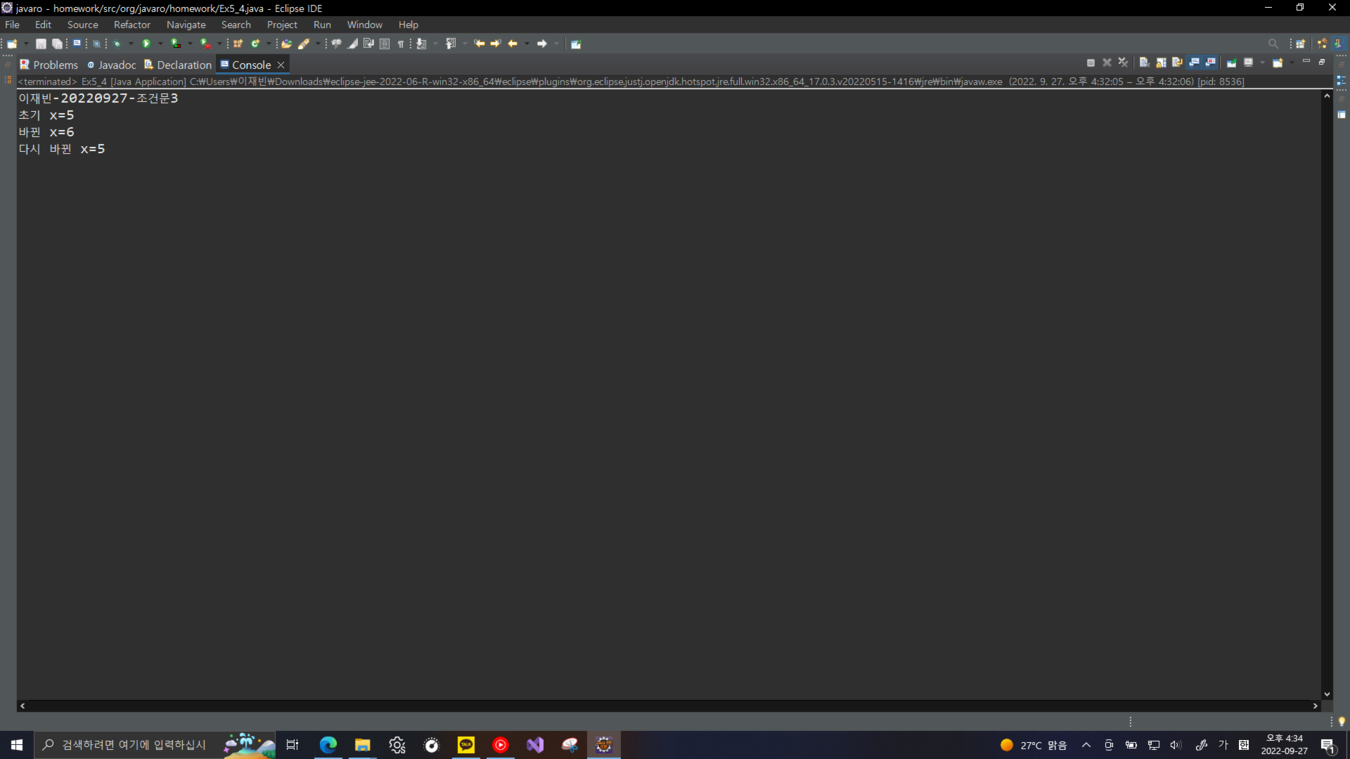 javaro - homework/src/org/javaro/homework/Ex5_4.java - Eclipse IDE
File Edit Source Refactor Navigate Search Project Run Window Help
Problems Javadoc Declaration Console
<terminated> Ex5_4 [Java Application] C:₩Users₩이재빈₩Downloads₩eclipse-jee-2022-06-R-win32-x86_64₩eclipse₩plugins₩org.eclipse.justj.openjdk.hotspot.jre.full.win32.x86_64_17.0.3.v20220515-1416₩jre₩bin₩javaw.exe (2022. 9. 27. 오후 4:32:05 – 오후 4:32:06) [pid: 8536]
이재빈-20220927-조건문3
초기 x=5
바뀐 x=6
다시 바뀐 x=5
검색하려면 여기에 입력하십시
TALK
27°C 맑음
가
한
오후 4:34
2022-09-27
1